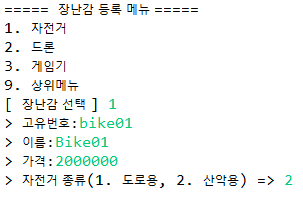 ===== 장난감 등록 메뉴 =====
1. 자전거
2. 드론
3. 게임기
9. 상위메뉴
[ 장난감 선택 ] 1
> 고유번호:bike01
> 이름:Bike01
> 가격:2000000
> 자전거 종류(1. 도로용, 2. 산악용) => 2